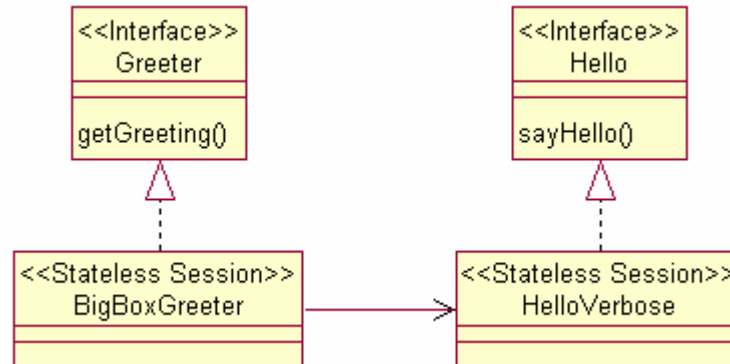 <<Interface>>
Greeter
getGreeting()
<<Interface>>
Hello
sayHello()
<<Stateless Session>>
BigBoxGreeter
<<Stateless Session>>
HelloVerbose